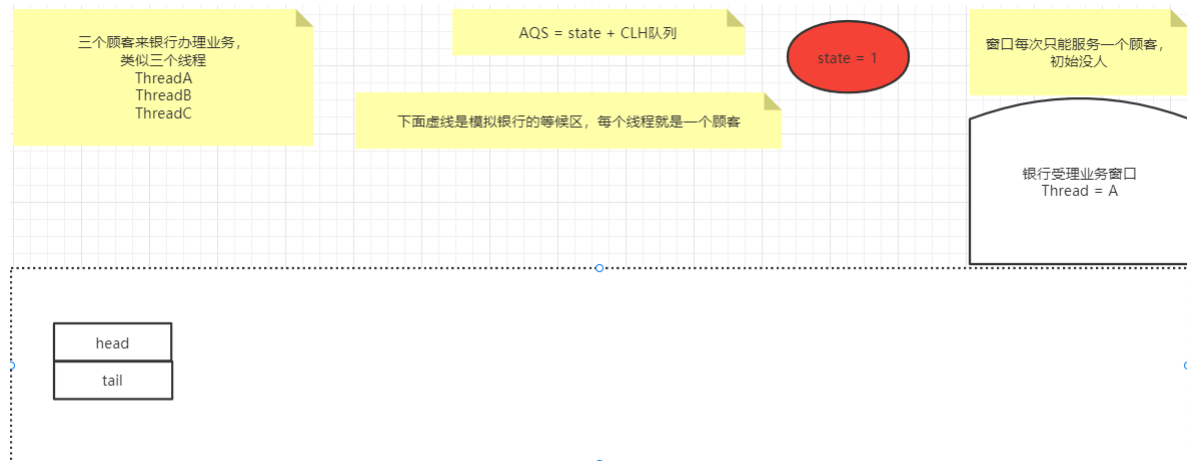 三个顾客来银行办理业务，
类似三个线程
ThreadA
ThreadB
ThreadC
AQS = state + CLH队列
下面虚线是模拟银行的等候区，每个线程就是一个顾客
state = 1
窗口每次只能服务一个顾客，
初始没人
银行受理业务窗口
Thread = A
head
tail